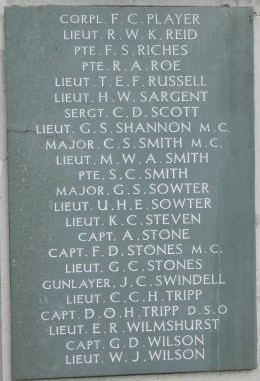 CORPL. F. C. PLAYER
LIEUT. R. W. K. REID
PTE. F. S. RICHES
PTE. R. A. ROE
LIEUT. T. E. F. RUSSELL
LIEUT. H. W. SARGENT
SERGT. C. D. SCOTT
LIEUT. G. S. SHANNON M. C.
MAJOR. C. S. SMITH M. C.
LIEUT. M. W. A. SMITH
PTE. S. C. SMITH
MAJOR. G. S. SOWTER
LIEUT. U. H. E. SOWTER
LIEUT. K. C. STEVEN
CAPT. A. STONE
CAPT. F. D. STONES M. C.
LIEUT. G. C. STONES
GUNLAYER. J. C. SWINDELL
LIEUT. C. C. H. TRIPP
CAPT. D. O. H. TRIPP D. S. O
LIEUT. E. R. WILMSHURST
CAPT. G. D. WILSON
LIEUT. W. J. WILSON